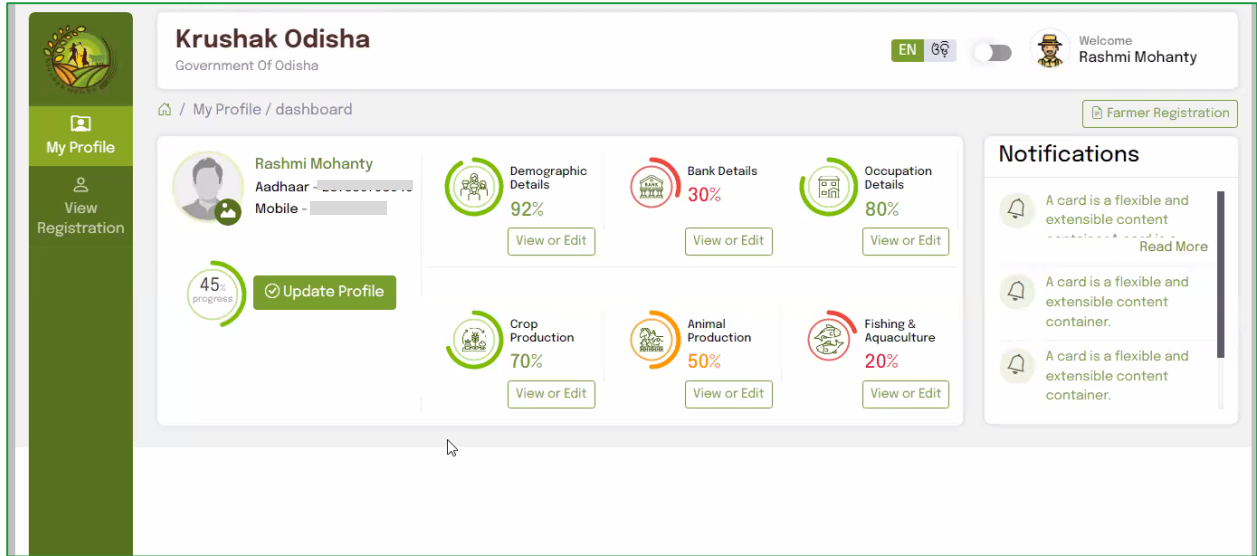 Krushak Odisha
Government Of Odisha
EN ଓଡ଼ି
Welcome
Rashmi Mohanty
My Profile
View
Registration
/ My Profile / dashboard
Farmer Registration
Rashmi Mohanty
Aadhaar -
Mobile -
45%
progress
Update Profile
Demographic
Details
92%
View or Edit
Bank Details
30%
View or Edit
Occupation
Details
80%
View or Edit
Crop
Production
70%
View or Edit
Animal
Production
50%
View or Edit
Fishing &
Aquaculture
20%
View or Edit
Notifications
A card is a flexible and
extensible content
Read More
A card is a flexible and
extensible content
container.
A card is a flexible and
extensible content
container.